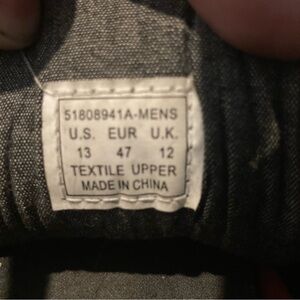 51808941A-MENS
U.S. EUR U.K.
13 47 12
TEXTILE UPPER
MADE IN CHINA